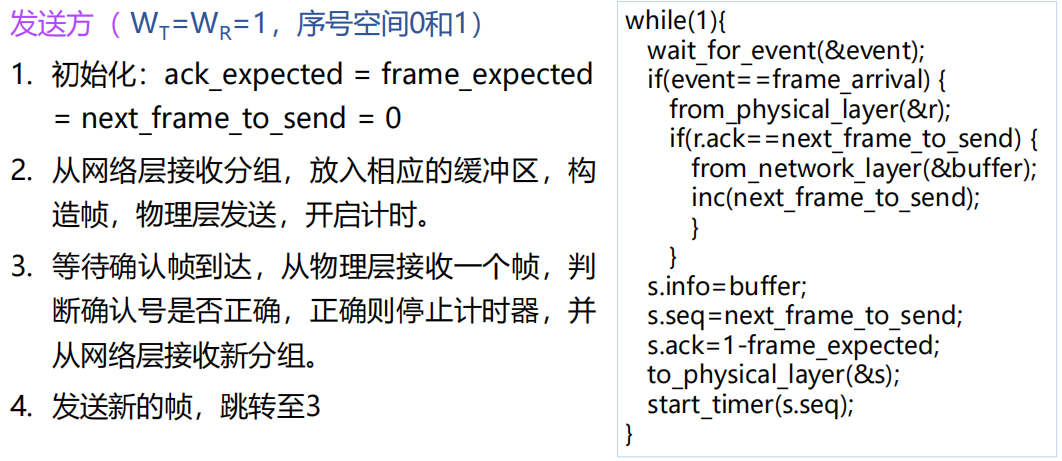 发送方（ WT=WR=1，序号空间0和1）
1. 初始化：ack_expected = frame_expected
= next_frame_to_send = 0
2. 从网络层接收分组，放入相应的缓冲区，构
造帧，物理层发送，开启计时。
3. 等待确认帧到达，从物理层接收一个帧，判
断确认号是否正确，正确则停止计时器，并
从网络层接收新分组。
4. 发送新的帧，跳转至3
while(1){
wait_for_event(&event);
if(event==frame_arrival) {
from_physical_layer(&r);
if(r.ack==next_frame_to_send) {
from_network_layer(&buffer);
inc(next_frame_to_send);
}
}
s.info=buffer;
s.seq=next_frame_to_send;
s.ack=1-frame_expected;
to_physical_layer(&s);
start_timer(s.seq);
}